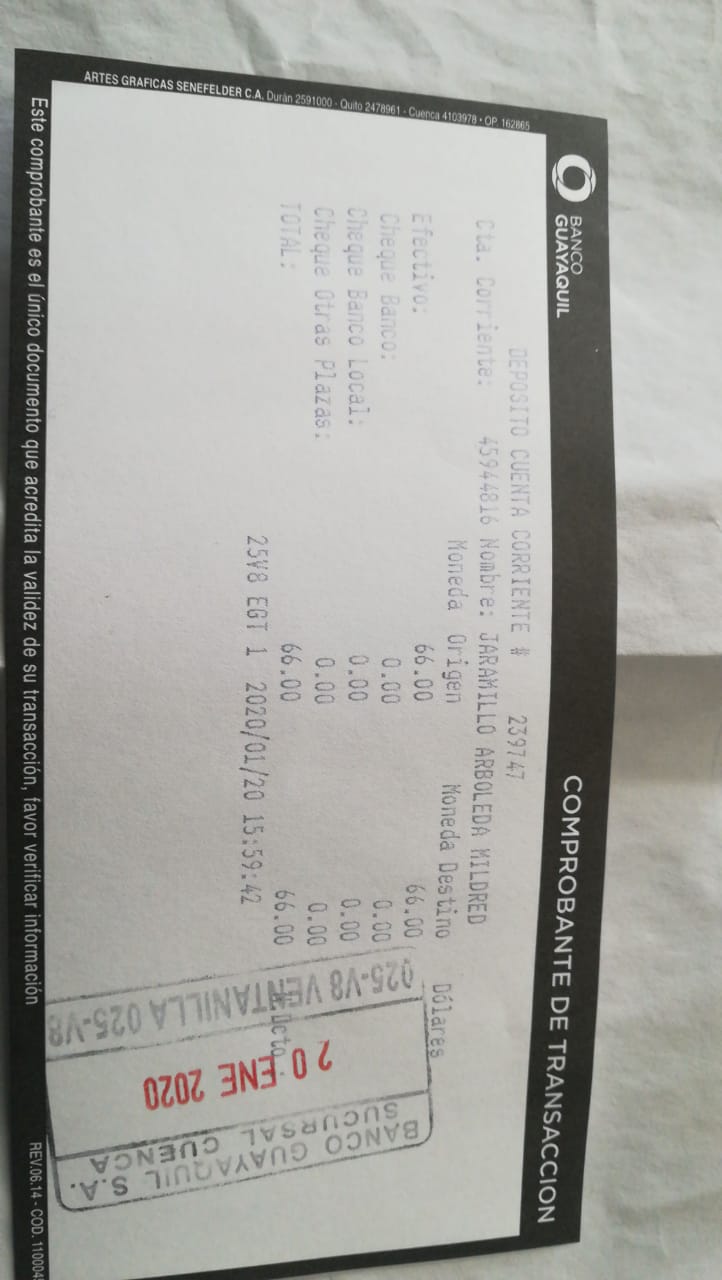 BANCO
GUAYAQUIL
COMPROBANTE DE TRANSACCION
DEPOSITO CUENTA CORRIENTE # 239747
Cta. Corriente: 45944816 Nombre: JARAMILLO ARBOLEDA MILDRED
Moneda Origen Moneda Destino Dólares
Efectivo: 66.00 66.00
Cheque Banco: 0.00 0.00
Cheque Banco Local: 0.00 0.00
Cheque Otras Plazas: 0.00 0.00
TOTAL: 66.00 66.00 Dcto
25V8 EGT 1 2020/01/20 15:59:42
BANCO GUAYAQUIL S.A.
SUCURSAL CUENCA
20 ENE 2020
025-V8 VENTANILLA 025-V8
ARTES GRAFICAS SENEFELDER C.A. Durán 2591000 - Quito 2478961 - Cuenca 4103978 - OP 162865
Este comprobante es el único documento que acredita la validez de su transacción, favor verificar información
REV.06.14 - COD. 1100045